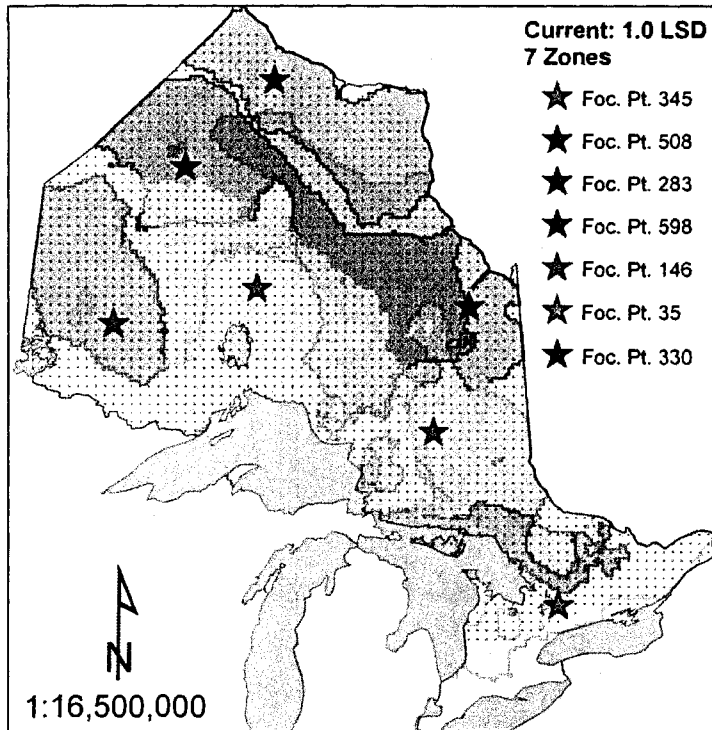 Current: 1.0 LSD
7 Zones
Foc. Pt. 345
Foc. Pt. 508
Foc. Pt. 283
Foc. Pt. 598
Foc. Pt. 146
Foc. Pt. 35
Foc. Pt. 330
N
1:16,500,000